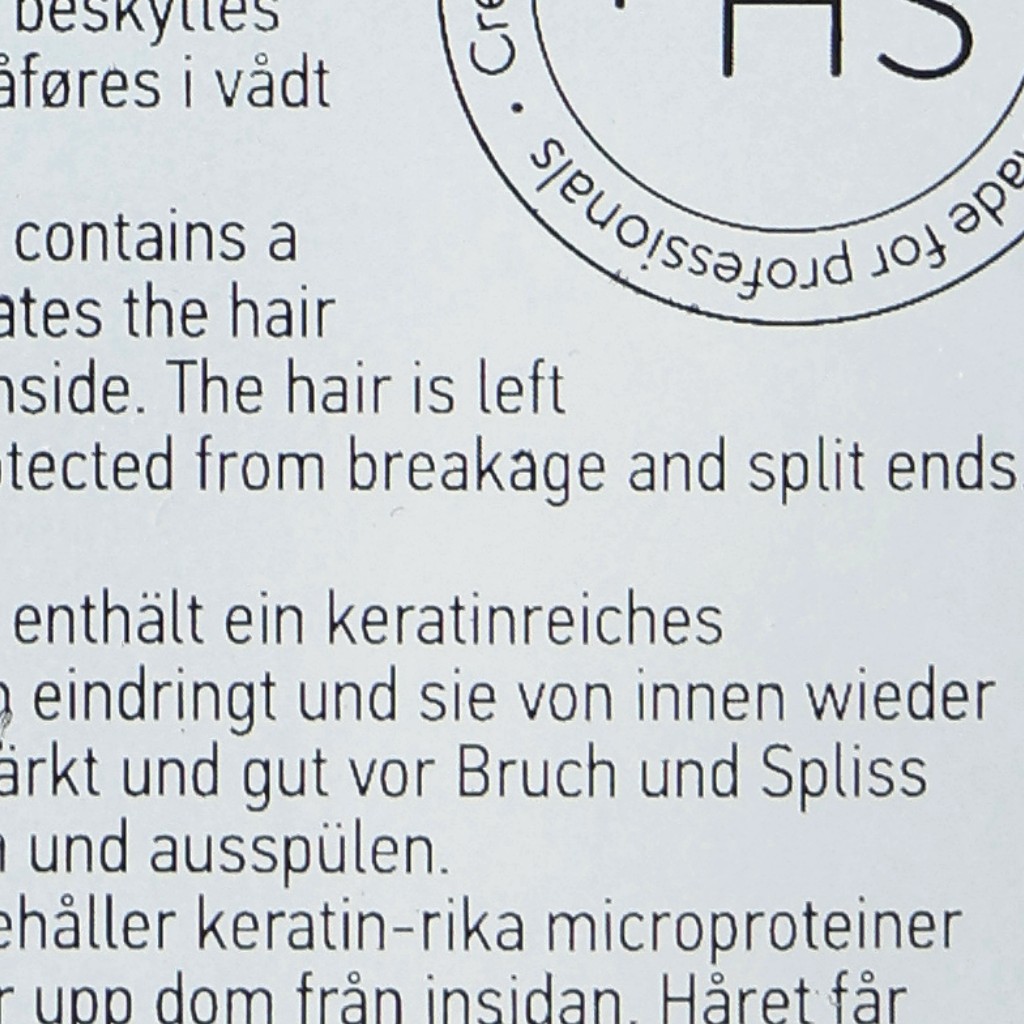 beskylles
åføres i vådt
HS
made for professionals · Cre
contains a
ates the hair
nside. The hair is left
tected from breakage and split ends.
enthält ein keratinreiches
eindringt und sie von innen wieder
ärkt und gut vor Bruch und Spliss
und ausspülen.
ehåller keratin-rika microproteiner
r upp dom från insidan. Håret får